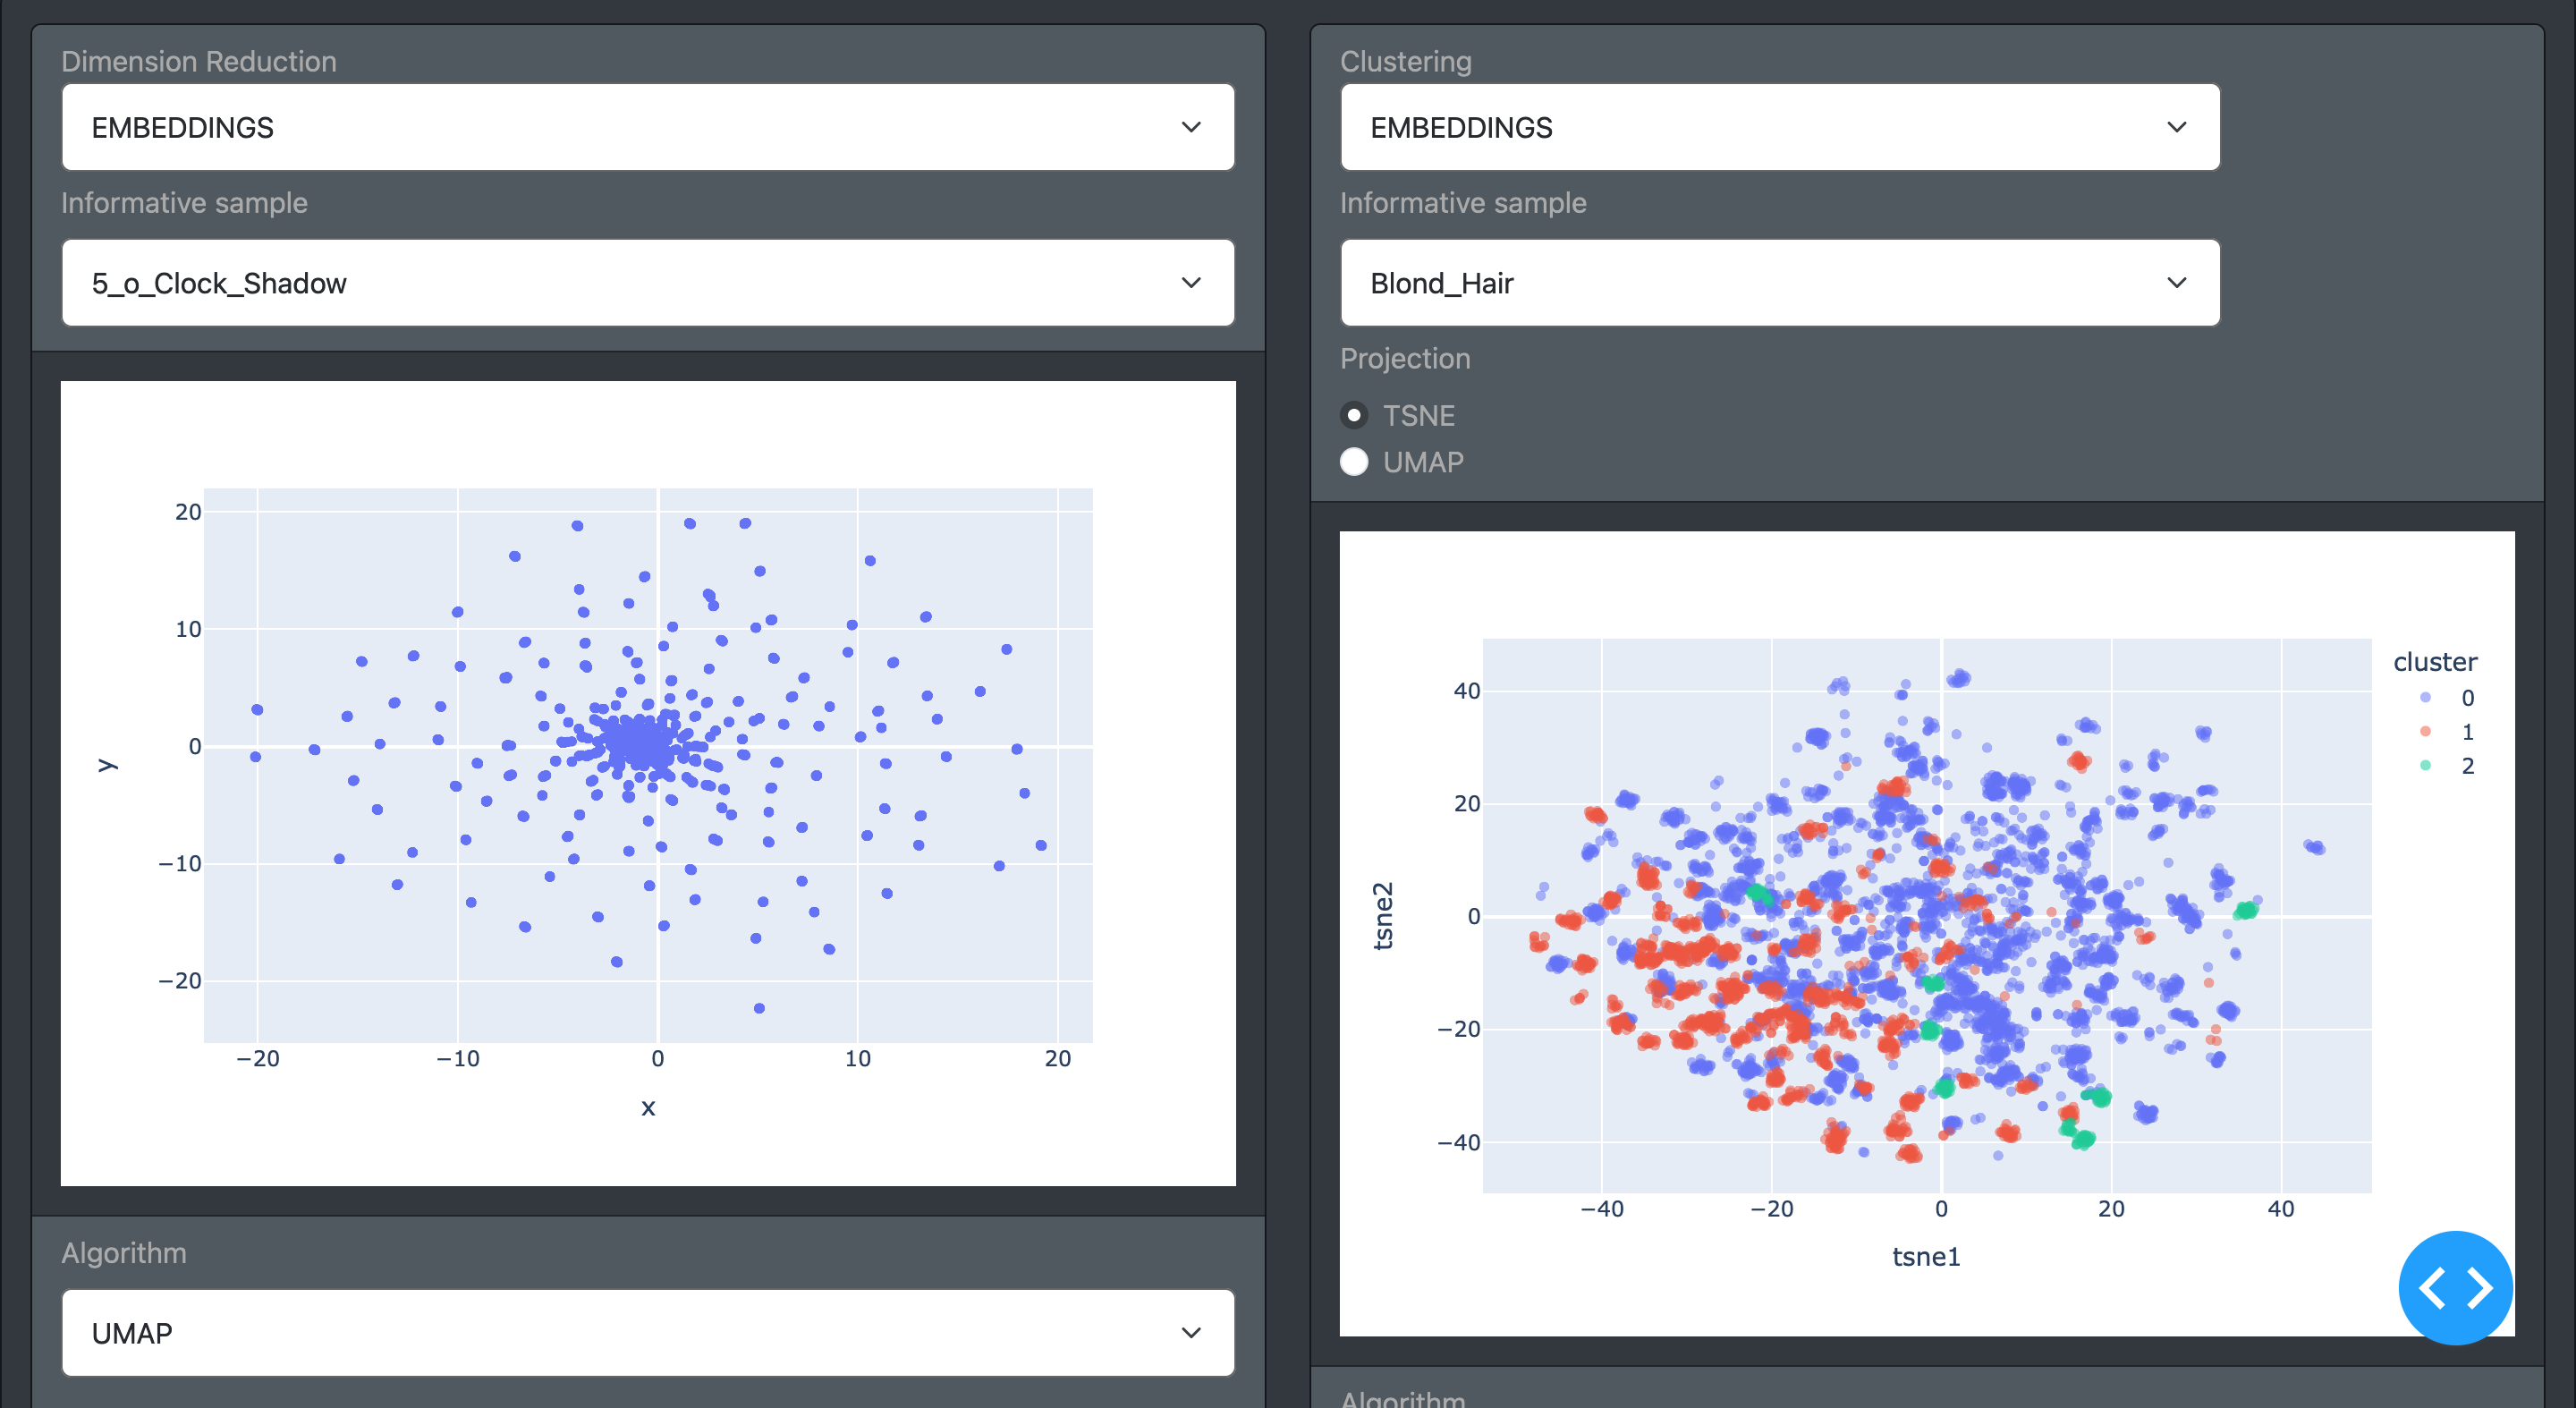 Dimension Reduction
EMBEDDINGS
Informative sample
5_o_Clock_Shadow
20
10
0
−10
−20
y
−20 −10 0 10 20
x
Algorithm
UMAP
Clustering
EMBEDDINGS
Informative sample
Blond_Hair
Projection
TSNE
UMAP
cluster
0
1
2
40
20
0
−20
−40
tsne2
−40 −20 0 20 40
tsne1
Algorithm